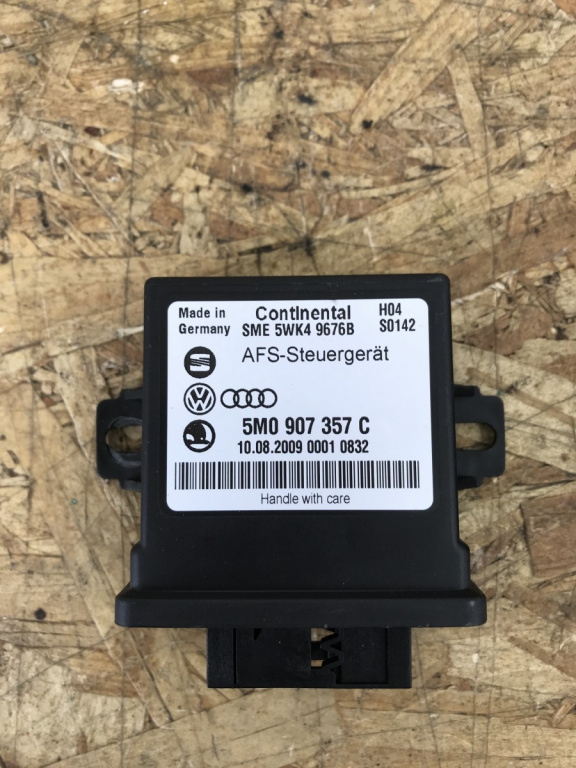 Made in Germany
Continental
SME 5WK4 9676B
H04
S0142
AFS-Steuergerät
5M0 907 357 C
10.08.2009 0001 0832
Handle with care